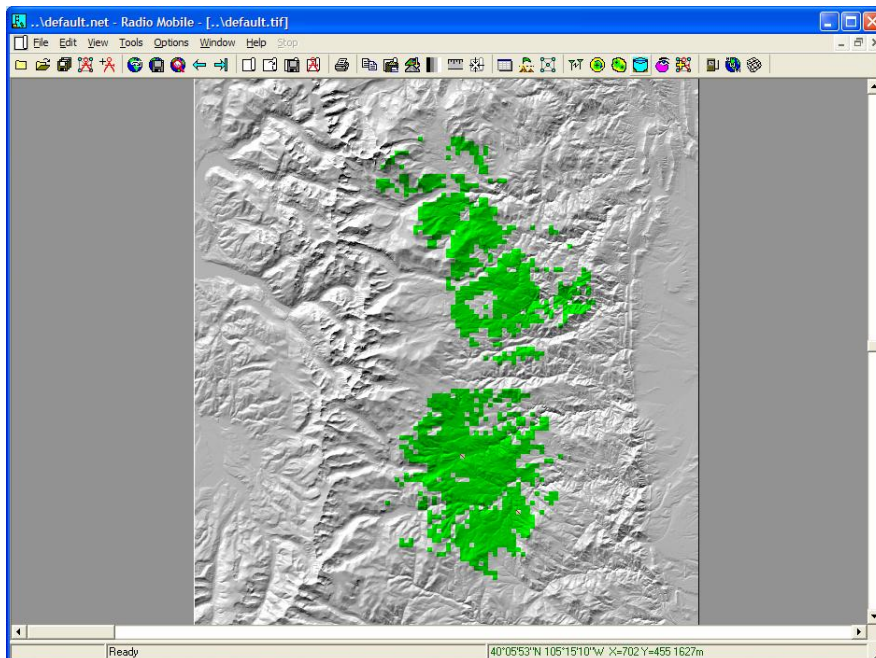 ..\default.net - Radio Mobile - [..\default.tif]
File Edit View Tools Options Window Help Stop
Ready
40°05'53"N 105°15'10"W X=702 Y=455 1627m